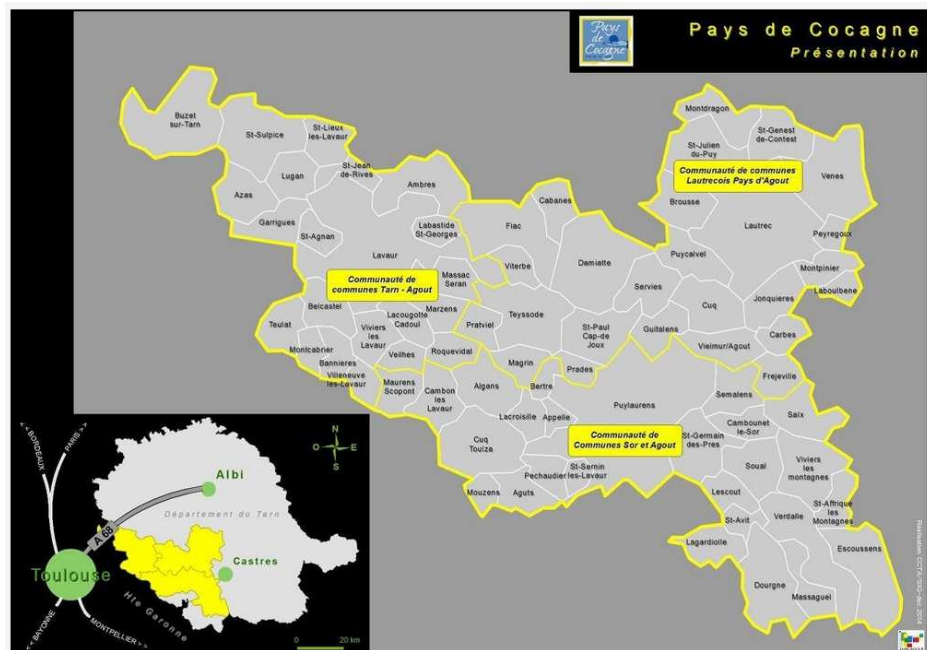 Pays
de
Cocagne
Pays de Cocagne
Présentation
Buzet
sur-Tarn
St-Sulpice
St-Lieux
les-Lavaur
St-Jean
de-Rives
Lugan
Azas
Ambres
Garrigues
St-Agnan
Labastide
St-Georges
Lavaur
Communauté de
communes Tarn - Agout
Massac
Seran
Belcastel
Marzens
Lacougotte
Cadoul
Teulat
Viviers
les
Lavaur
Montcabrier
Bannieres
Veilhes
Roquevidal
Villeneuve
les-Lavaur
Maurens
Scopont
Cambon
les
Lavaur
Montdragon
St-Julien
du-Puy
St-Genest
de-Contest
Communauté de communes
Lautrecois Pays d'Agout
Venes
Brousse
Lautrec
Peyregoux
Cabanes
Fiac
Viterbe
Damiatte
Puycalvel
Montpinier
Laboulbene
Servies
Cuq
Jonquieres
Teyssode
Pratviel
St-Paul
Cap-de
Joux
Guitalens
Vielmur/Agout
Carbes
Magrin
Prades
Frejeville
Algans
Bertre
Puylaurens
Semalens
Saix
Lacroisille
Appelle
Cambounet
le-Sor
Communauté de
Communes Sor et Agout
St-Germain
des-Pres
Cuq
Toulza
Soual
Viviers
les
montagnes
Pechaudier
St-Sernin
les-Lavaur
Mouzens
Aguts
Lescout
St-Affrique
les
Montagnes
St-Avit
Verdalle
Lagardiolle
Escoussens
Dourgne
Massaguel
<< BORDEAUX
PARIS >>
N
O E
S
Albi
Département du Tarn
A 68
Toulouse
Castres
Hte Garonne
<< BAYONNE
MONTPELLIER >>
0 20 km